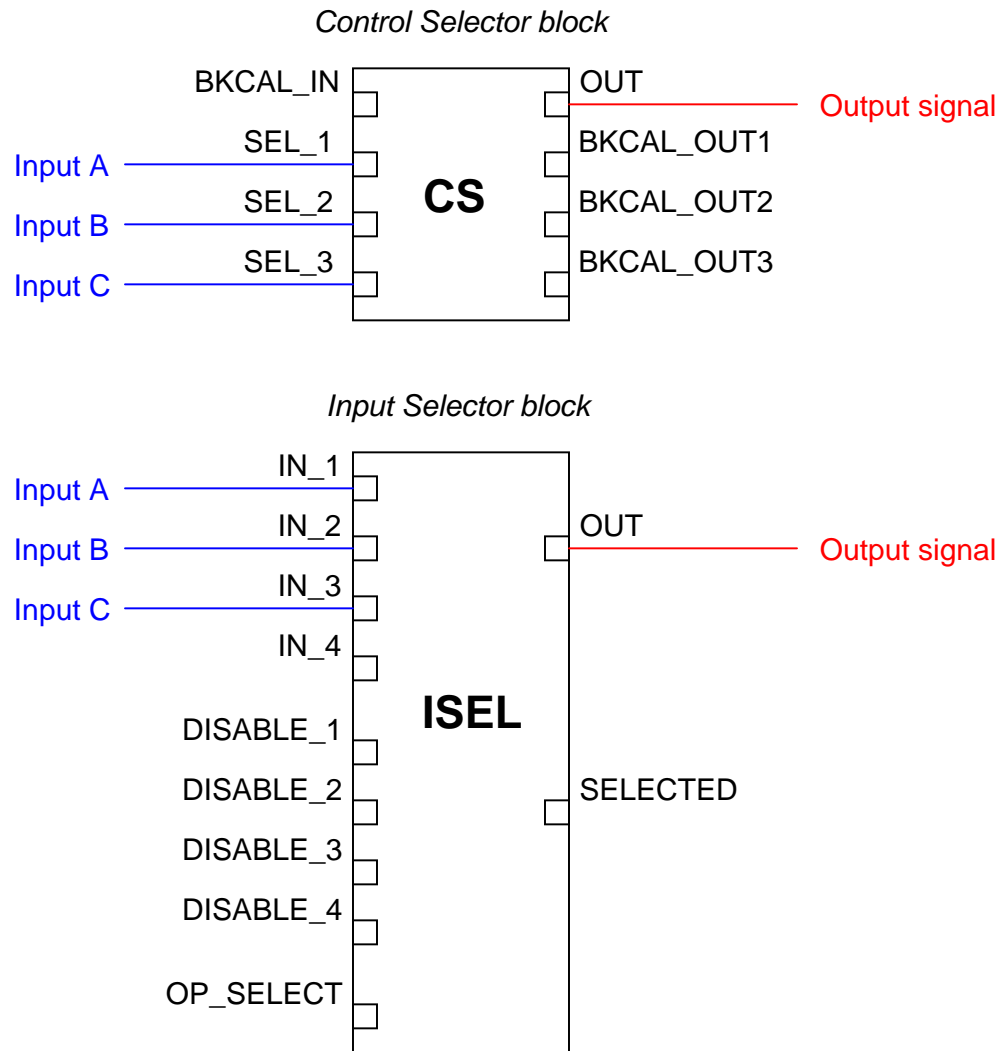 Control Selector block
BKCAL_IN
OUT
Output signal
SEL_1
BKCAL_OUT1
Input A
CS
SEL_2
BKCAL_OUT2
Input B
SEL_3
BKCAL_OUT3
Input C
Input Selector block
IN_1
Input A
IN_2
OUT
Input B
Output signal
IN_3
Input C
IN_4
ISEL
DISABLE_1
DISABLE_2
SELECTED
DISABLE_3
DISABLE_4
OP_SELECT